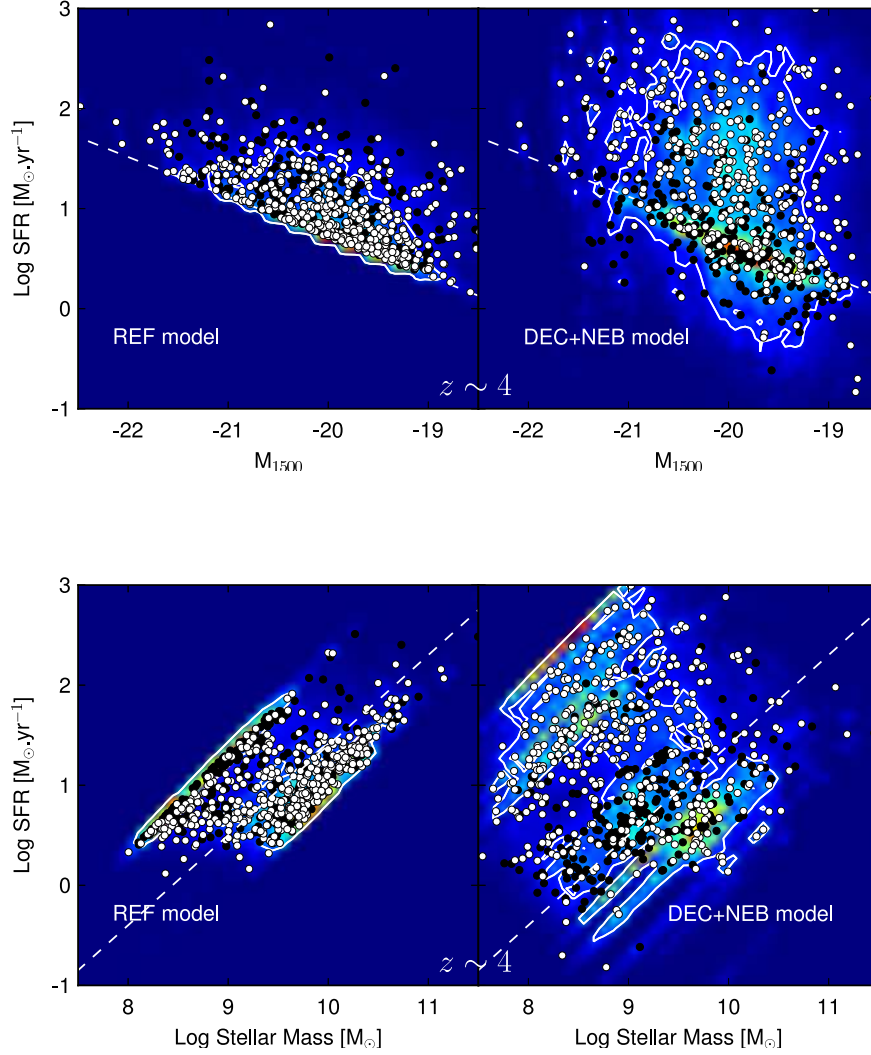 3
2
1
0
-1
Log SFR [M⊙.yr⁻¹]
REF model
DEC+NEB model
z ∼ 4
-22 -21 -20 -19 -22 -21 -20 -19
M₁₅₀₀ M₁₅₀₀
3
2
1
0
-1
Log SFR [M⊙.yr⁻¹]
REF model
DEC+NEB model
z ∼ 4
8 9 10 11 8 9 10 11
Log Stellar Mass [M⊙] Log Stellar Mass [M⊙]